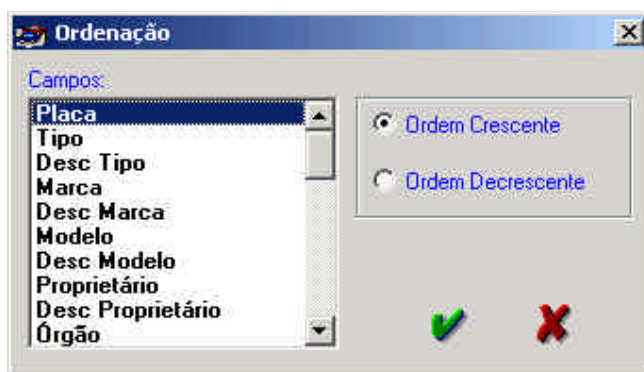 Ordenação
Campos:
Placa
Tipo
Desc Tipo
Marca
Desc Marca
Modelo
Desc Modelo
Proprietário
Desc Proprietário
Órgão
Ordem Crescente
Ordem Decrescente